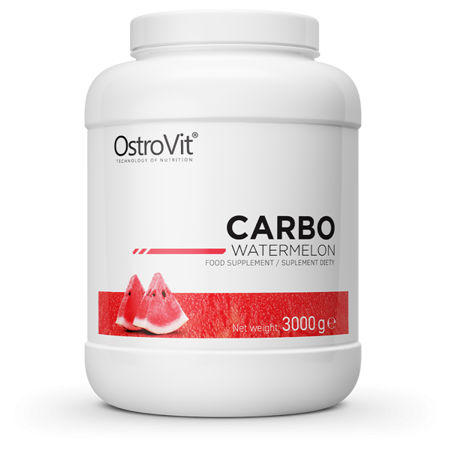 OstroVit®
TECHNOLOGY OF NUTRITION
CARBO
WATERMELON
FOOD SUPPLEMENT / SUPLEMENT DIETY
Net weight: 3000 g ℮